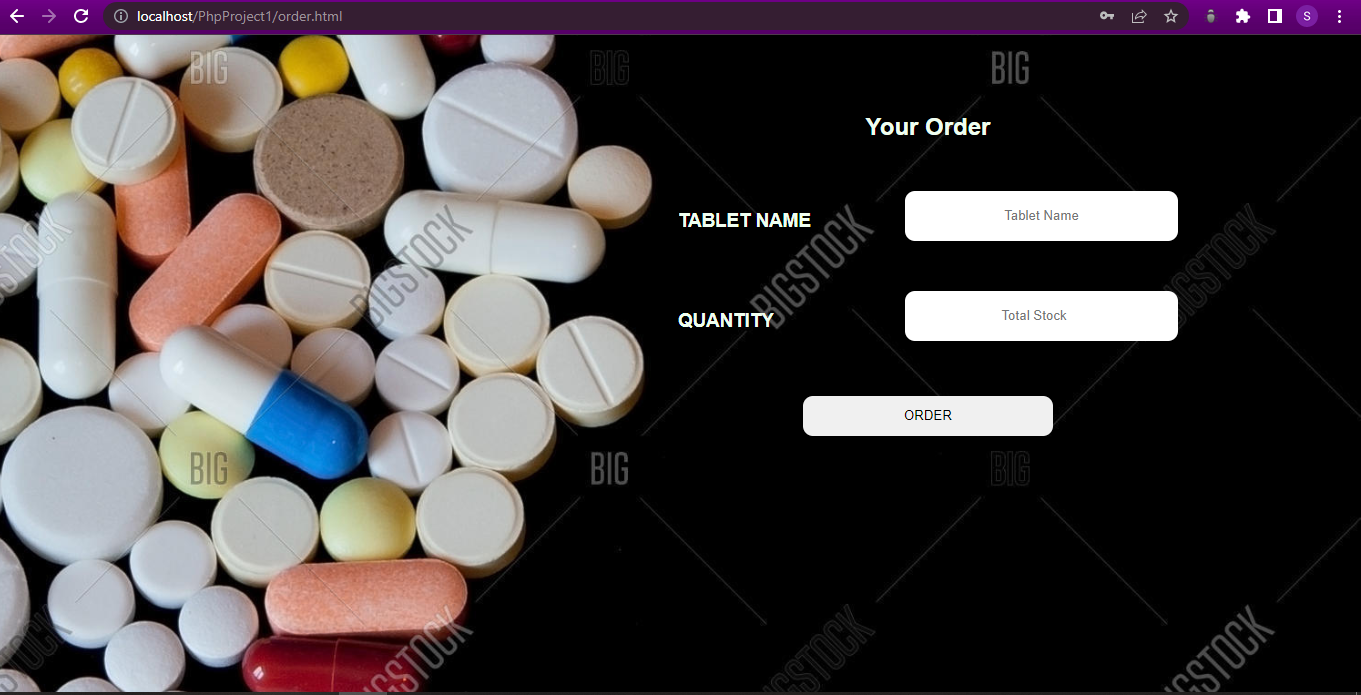 localhost/PhpProject1/order.html
S
BIG
BIG
BIG
Your Order
TABLET NAME
Tablet Name
BIGSTOCK
BIGSTOCK
BIGSTOCK
BIGSTOCK
QUANTITY
Total Stock
ORDER
BIG
BIG
BIG
BIGSTOCK
BIGSTOCK
BIGSTOCK